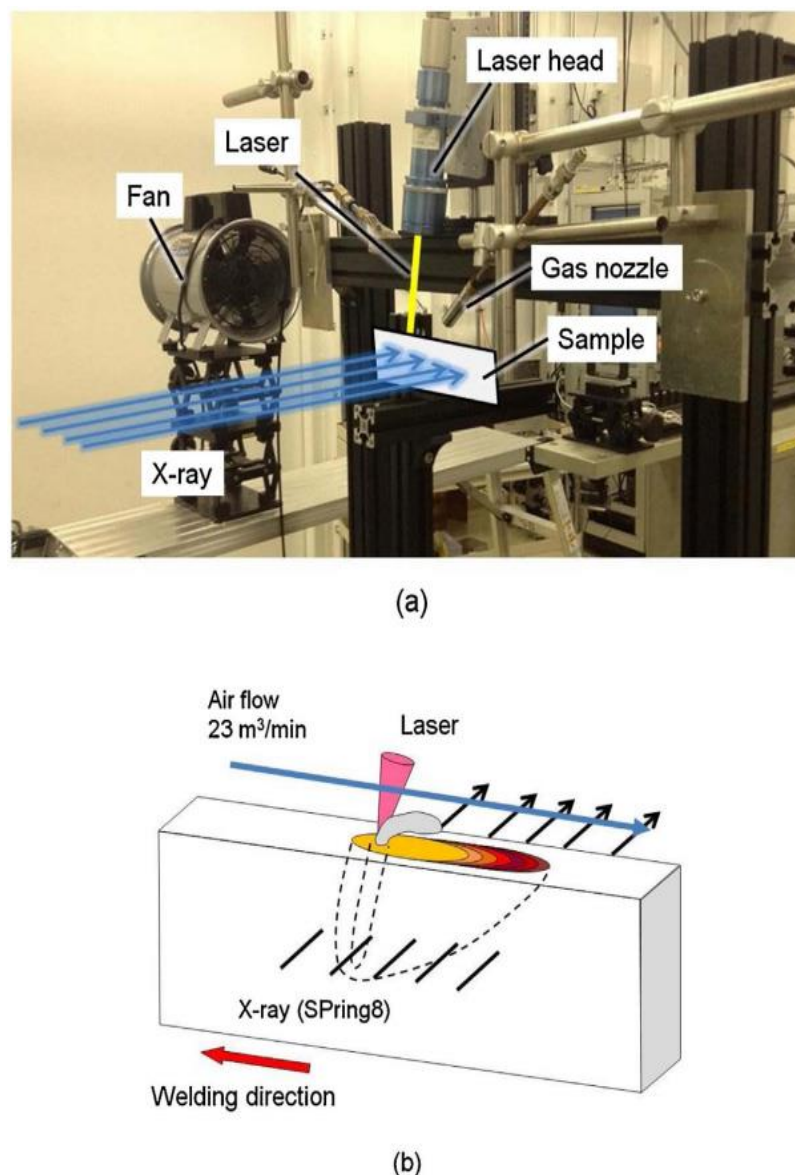 Laser head
Laser
Fan
Gas nozzle
Sample
X-ray
(a)
Air flow
23 m³/min
Laser
X-ray (SPring8)
Welding direction
(b)